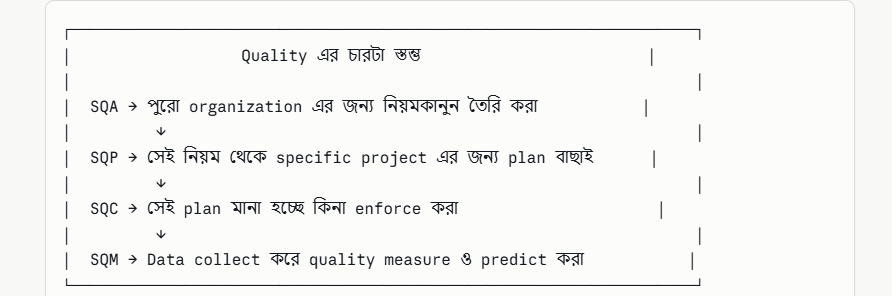 Quality এর চারটা স্তম্ভ
SQA → পুরো organization এর জন্য নিয়মকানুন তৈরি করা
↓
SQP → সেই নিয়ম থেকে specific project এর জন্য plan বাছাই
↓
SQC → সেই plan মানা হচ্ছে কিনা enforce করা
↓
SQM → Data collect করে quality measure ও predict করা